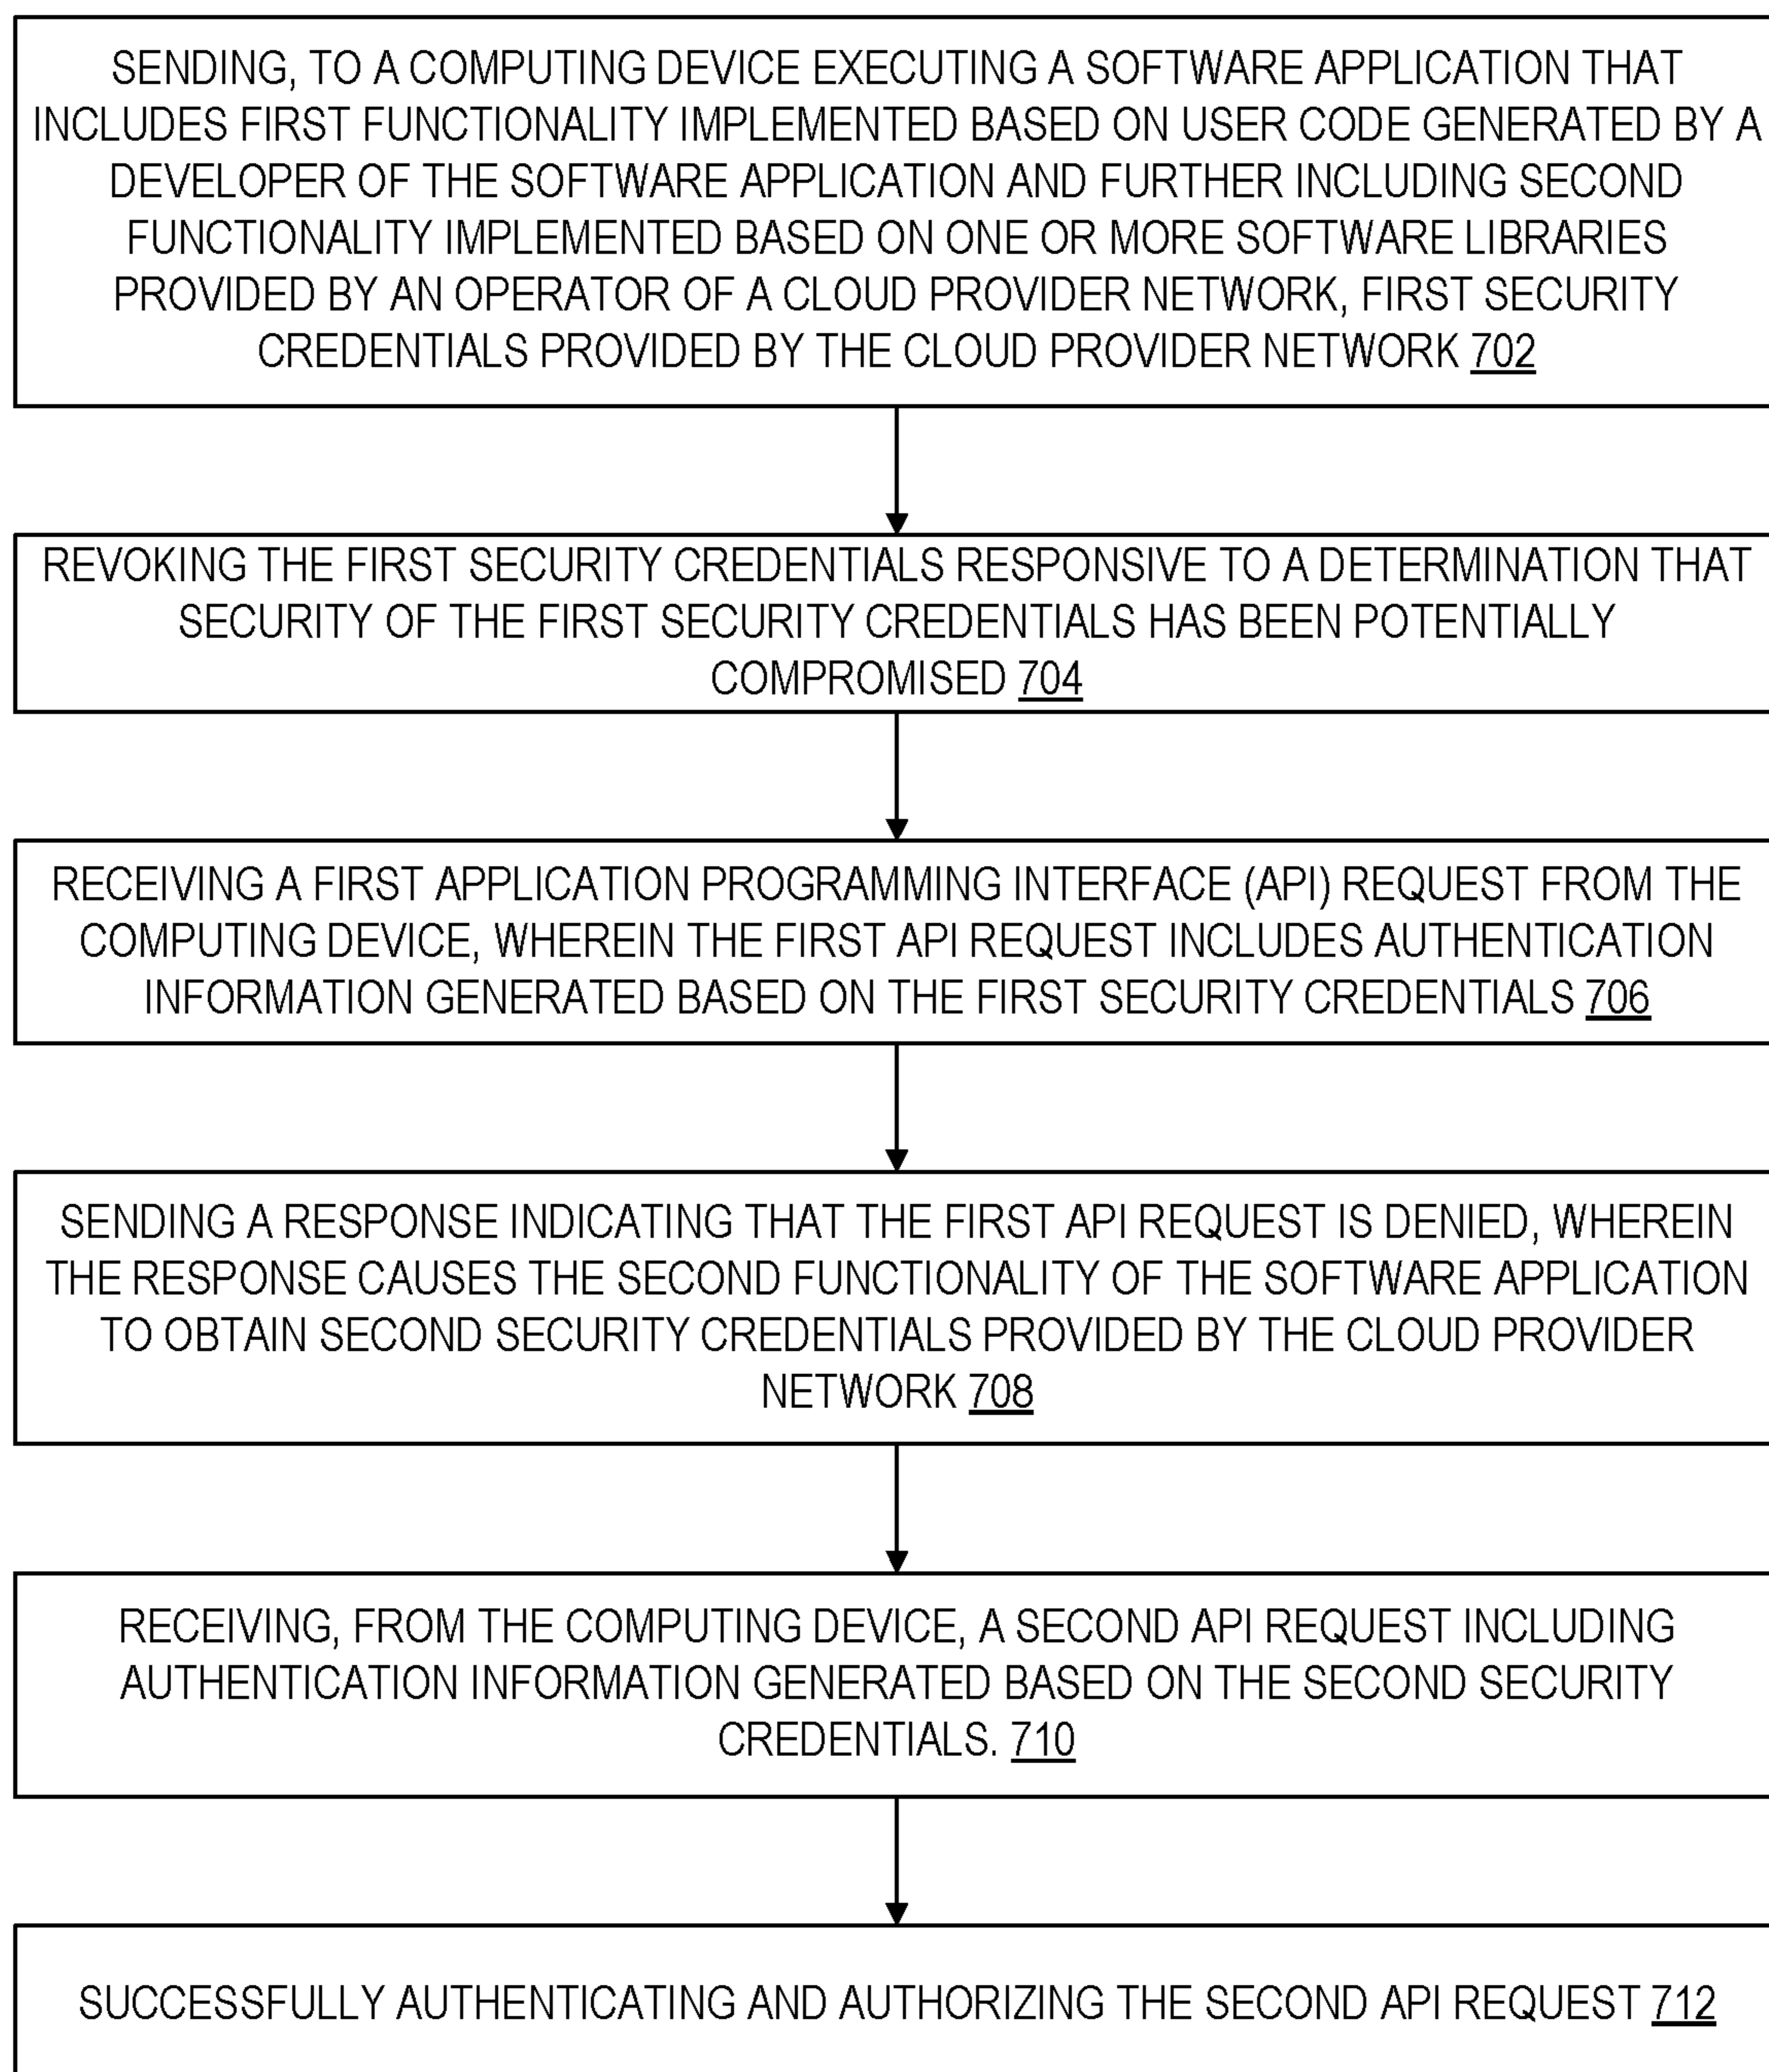 SENDING, TO A COMPUTING DEVICE EXECUTING A SOFTWARE APPLICATION THAT
INCLUDES FIRST FUNCTIONALITY IMPLEMENTED BASED ON USER CODE GENERATED BY A
DEVELOPER OF THE SOFTWARE APPLICATION AND FURTHER INCLUDING SECOND
FUNCTIONALITY IMPLEMENTED BASED ON ONE OR MORE SOFTWARE LIBRARIES
PROVIDED BY AN OPERATOR OF A CLOUD PROVIDER NETWORK, FIRST SECURITY
CREDENTIALS PROVIDED BY THE CLOUD PROVIDER NETWORK 702
REVOKING THE FIRST SECURITY CREDENTIALS RESPONSIVE TO A DETERMINATION THAT
SECURITY OF THE FIRST SECURITY CREDENTIALS HAS BEEN POTENTIALLY
COMPROMISED 704
RECEIVING A FIRST APPLICATION PROGRAMMING INTERFACE (API) REQUEST FROM THE
COMPUTING DEVICE, WHEREIN THE FIRST API REQUEST INCLUDES AUTHENTICATION
INFORMATION GENERATED BASED ON THE FIRST SECURITY CREDENTIALS 706
SENDING A RESPONSE INDICATING THAT THE FIRST API REQUEST IS DENIED, WHEREIN
THE RESPONSE CAUSES THE SECOND FUNCTIONALITY OF THE SOFTWARE APPLICATION
TO OBTAIN SECOND SECURITY CREDENTIALS PROVIDED BY THE CLOUD PROVIDER
NETWORK 708
RECEIVING, FROM THE COMPUTING DEVICE, A SECOND API REQUEST INCLUDING
AUTHENTICATION INFORMATION GENERATED BASED ON THE SECOND SECURITY
CREDENTIALS. 710
SUCCESSFULLY AUTHENTICATING AND AUTHORIZING THE SECOND API REQUEST 712